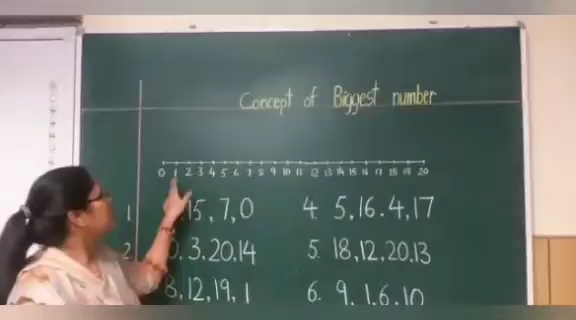 Concept of Biggest number
0 1 2 3 4 5 6 7 8 9 10 11 12 13 14 15 16 17 18 19 20
1 15, 7, 0
4. 5, 16. 4, 17
2 3. 20. 14
5. 18, 12, 20. 13
8, 12, 19, 1
6. 9, 1, 6, 10